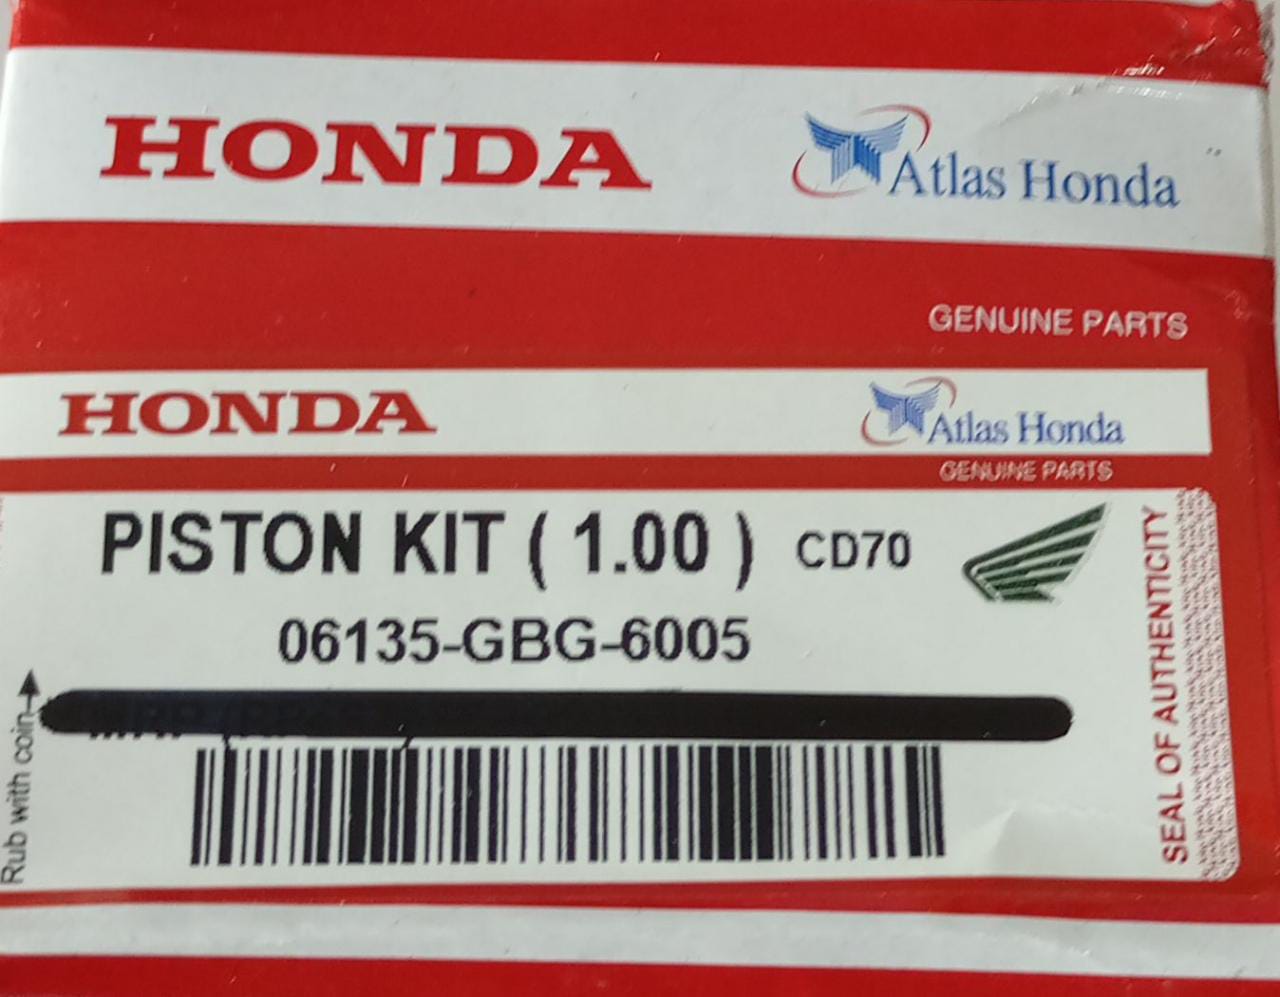 HONDA
Atlas Honda
GENUINE PARTS
HONDA
Atlas Honda
GENUINE PARTS
PISTON KIT ( 1.00 ) CD70
06135-GBG-6005
Rub with coin
SEAL OF AUTHENTICITY